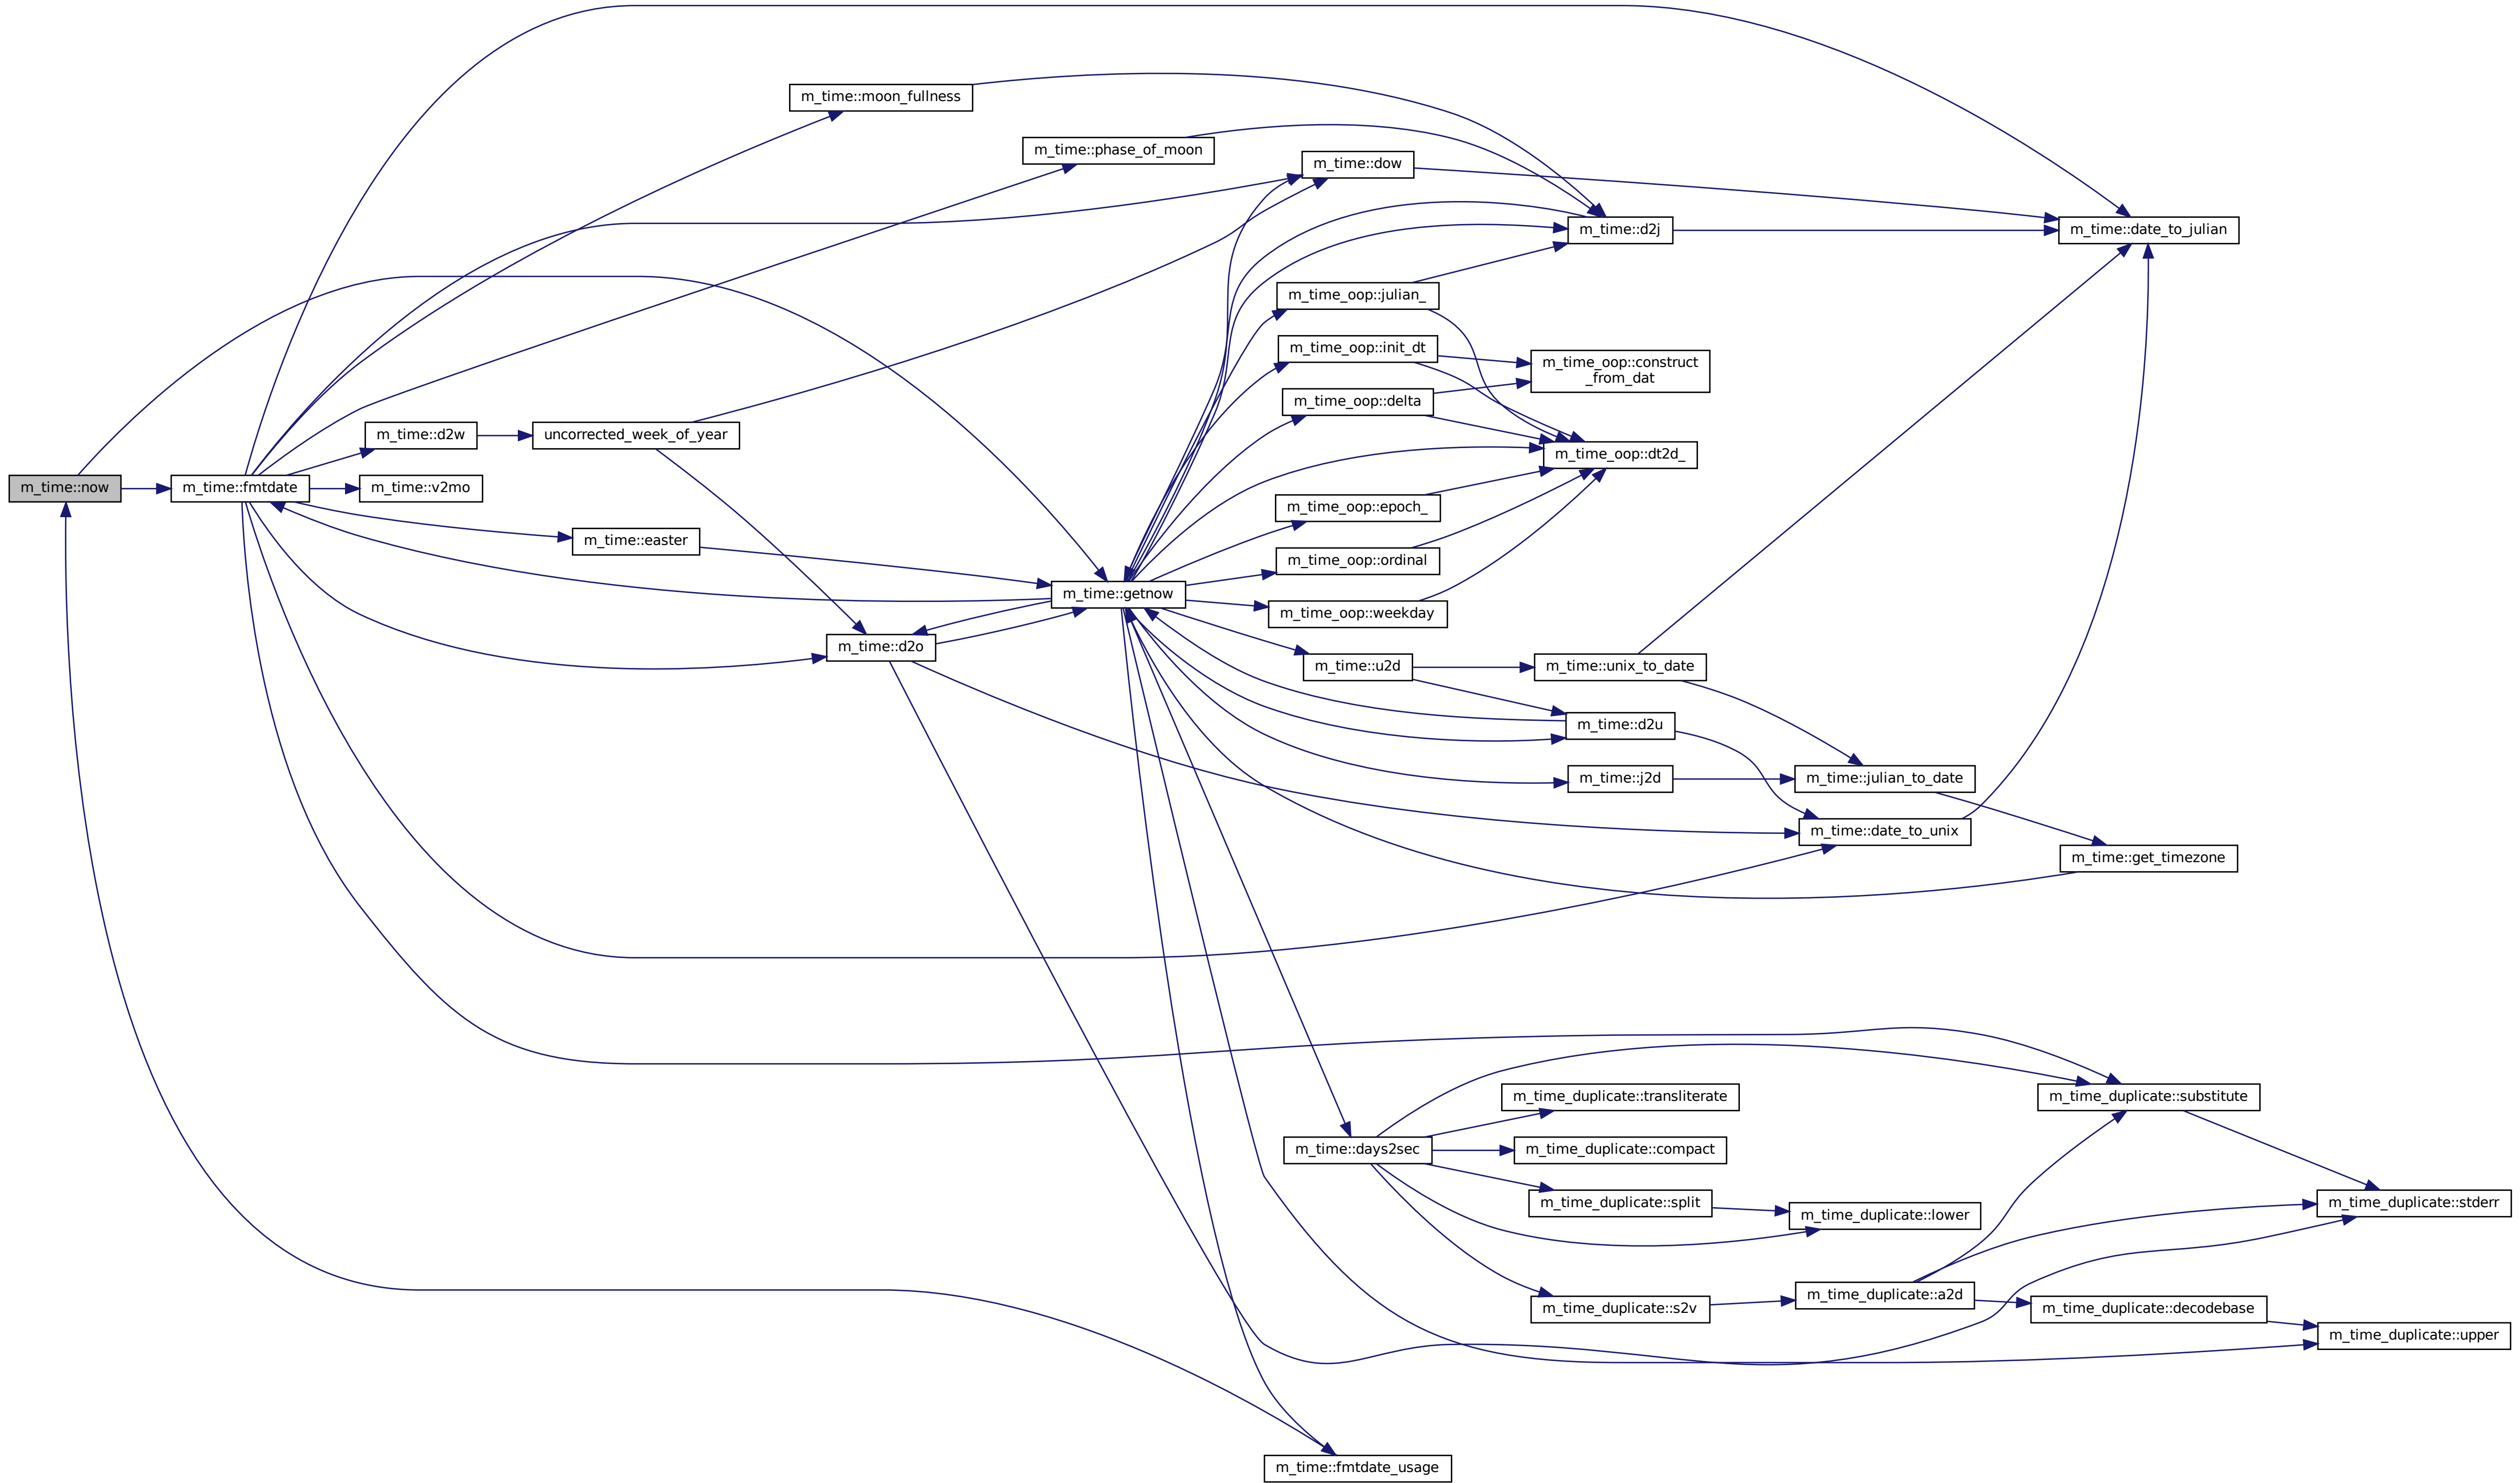 m_time::moon_fullness
m_time::phase_of_moon
m_time::dow
m_time::d2j
m_time::date_to_julian
m_time_oop::julian_
m_time_oop::init_dt
m_time_oop::construct
_from_dat
m_time_oop::delta
m_time::d2w
uncorrected_week_of_year
m_time_oop::dt2d_
m_time::now
m_time::fmtdate
m_time::v2mo
m_time_oop::epoch_
m_time::easter
m_time_oop::ordinal
m_time::getnow
m_time_oop::weekday
m_time::d2o
m_time::u2d
m_time::unix_to_date
m_time::d2u
m_time::j2d
m_time::julian_to_date
m_time::date_to_unix
m_time::get_timezone
m_time_duplicate::transliterate
m_time_duplicate::substitute
m_time::days2sec
m_time_duplicate::compact
m_time_duplicate::split
m_time_duplicate::lower
m_time_duplicate::stderr
m_time_duplicate::s2v
m_time_duplicate::a2d
m_time_duplicate::decodebase
m_time_duplicate::upper
m_time::fmtdate_usage